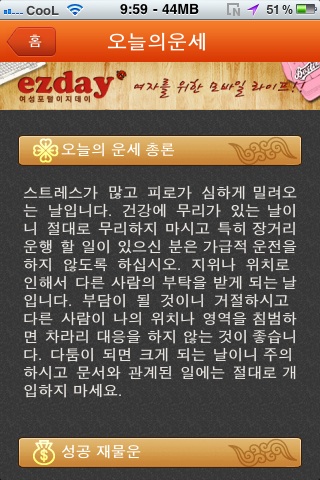 CooL 9:59 - 44MB 51%
홈
오늘의운세
ezday
여성포털이지데이
여자를 위한 모바일 라이프!!
오늘의 운세 총론
스트레스가 많고 피로가 심하게 밀려오
는 날입니다. 건강에 무리가 있는 날이
니 절대로 무리하지 마시고 특히 장거리
운행 할 일이 있으신 분은 가급적 운전을
하지 않도록 하십시오. 지위나 위치로
인해서 다른 사람의 부탁을 받게 되는 날
입니다. 부담이 될 것이니 거절하시고
다른 사람이 나의 위치나 영역을 침범하
면 차라리 대응을 하지 않는 것이 좋습니
다. 다툼이 되면 크게 되는 날이니 주의
하시고 문서와 관계된 일에는 절대로 개
입하지 마세요.
성공 재물운